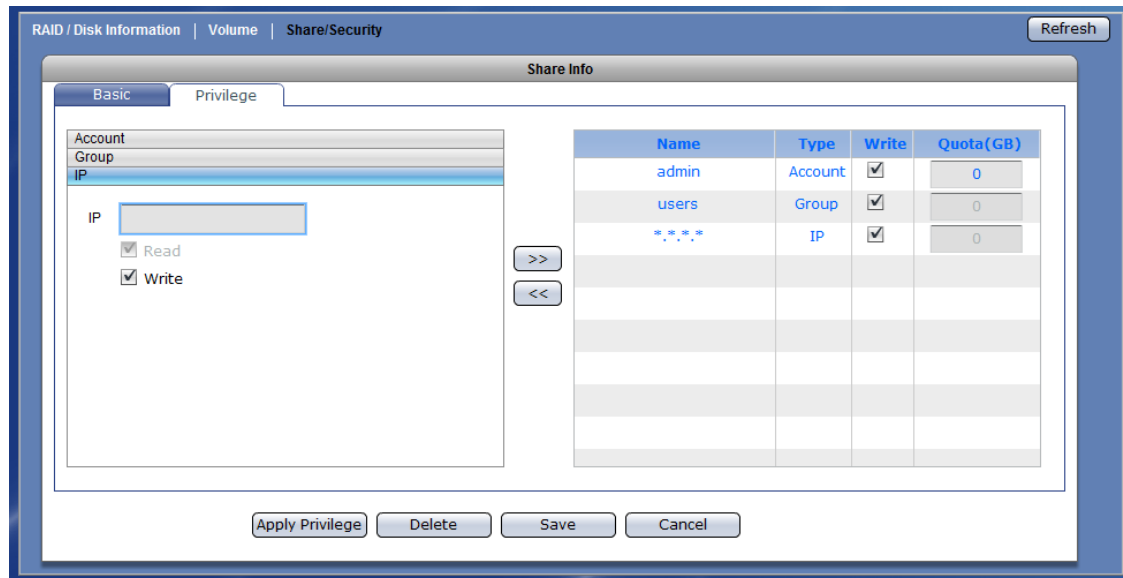 RAID / Disk Information | Volume | Share/Security Refresh
Share Info
Basic Privilege
Account
Group
IP
IP
Read
Write
>>
<<
Name Type Write Quota(GB)
admin Account 0
users Group 0
*.*.*.* IP 0
Apply Privilege Delete Save Cancel